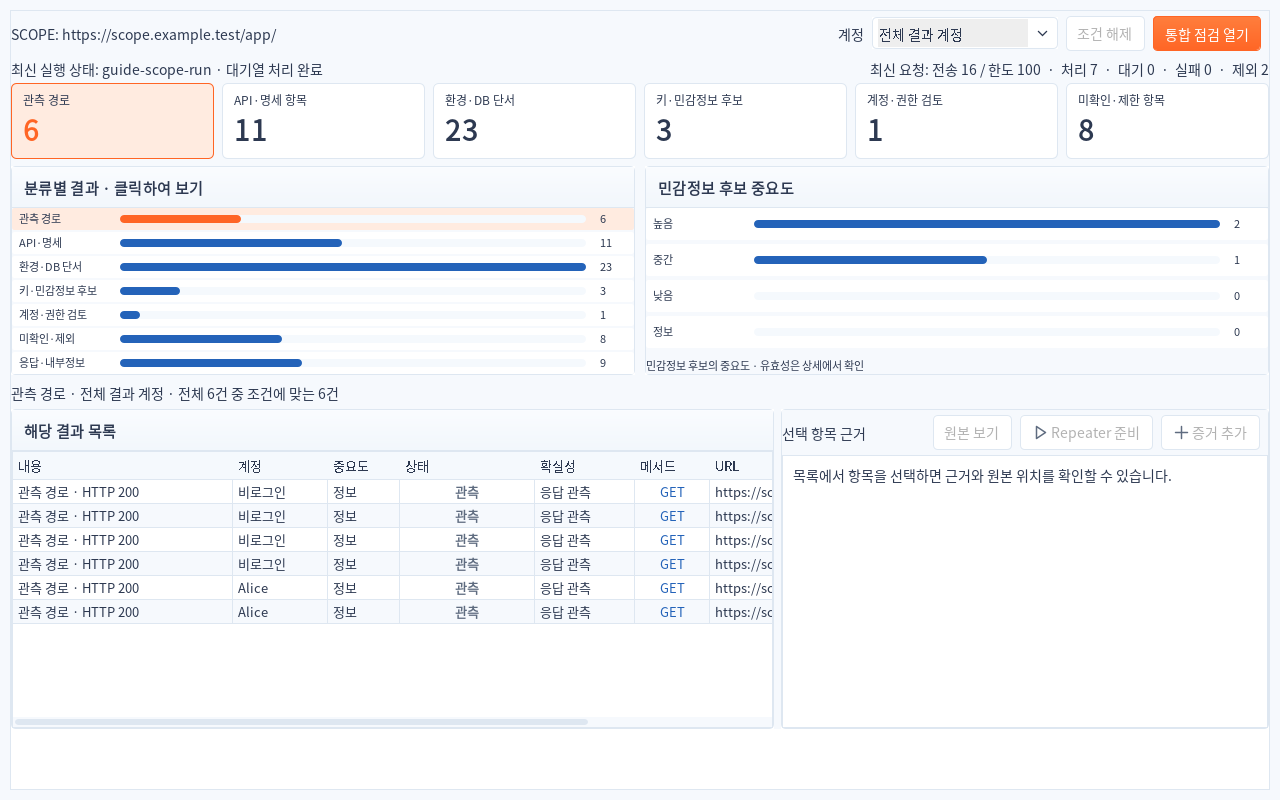 SCOPE: https://scope.example.test/app/
계정
전체 결과 계정
조건 해제
통합 점검 열기
최신 실행 상태: guide-scope-run · 대기열 처리 완료
최신 요청: 전송 16 / 한도 100 · 처리 7 · 대기 0 · 실패 0 · 제외 2
관측 경로
6
API·명세 항목
11
환경·DB 단서
23
키·민감정보 후보
3
계정·권한 검토
1
미확인·제한 항목
8
분류별 결과 · 클릭하여 보기
관측 경로 6
API·명세 11
환경·DB 단서 23
키·민감정보 후보 3
계정·권한 검토 1
미확인·제외 8
응답·내부정보 9
민감정보 후보 중요도
높음 2
중간 1
낮음 0
정보 0
민감정보 후보의 중요도 · 유효성은 상세에서 확인
관측 경로 · 전체 결과 계정 · 전체 6건 중 조건에 맞는 6건
해당 결과 목록
내용 계정 중요도 상태 확실성 메서드 URL
관측 경로 · HTTP 200 비로그인 정보 관측 응답 관측 GET https://sc
관측 경로 · HTTP 200 비로그인 정보 관측 응답 관측 GET https://sc
관측 경로 · HTTP 200 비로그인 정보 관측 응답 관측 GET https://sc
관측 경로 · HTTP 200 비로그인 정보 관측 응답 관측 GET https://sc
관측 경로 · HTTP 200 Alice 정보 관측 응답 관측 GET https://sc
관측 경로 · HTTP 200 Alice 정보 관측 응답 관측 GET https://sc
선택 항목 근거
원본 보기
Repeater 준비
증거 추가
목록에서 항목을 선택하면 근거와 원본 위치를 확인할 수 있습니다.